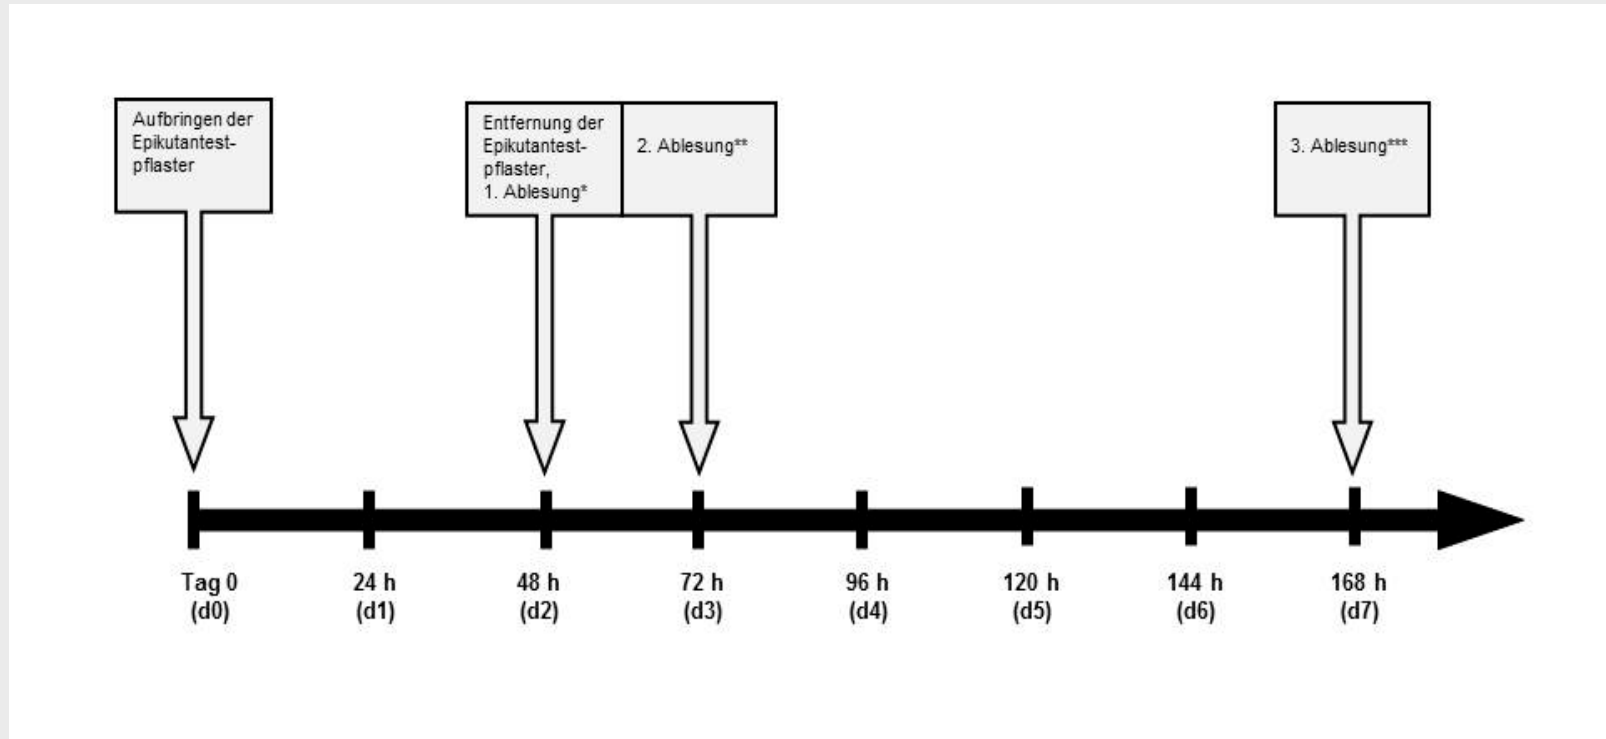 Aufbringen der
Epikutantest-
pflaster
Entfernung der
Epikutantest-
pflaster,
1. Ablesung*
2. Ablesung**
3. Ablesung***
Tag 0
(d0)
24 h
(d1)
48 h
(d2)
72 h
(d3)
96 h
(d4)
120 h
(d5)
144 h
(d6)
168 h
(d7)